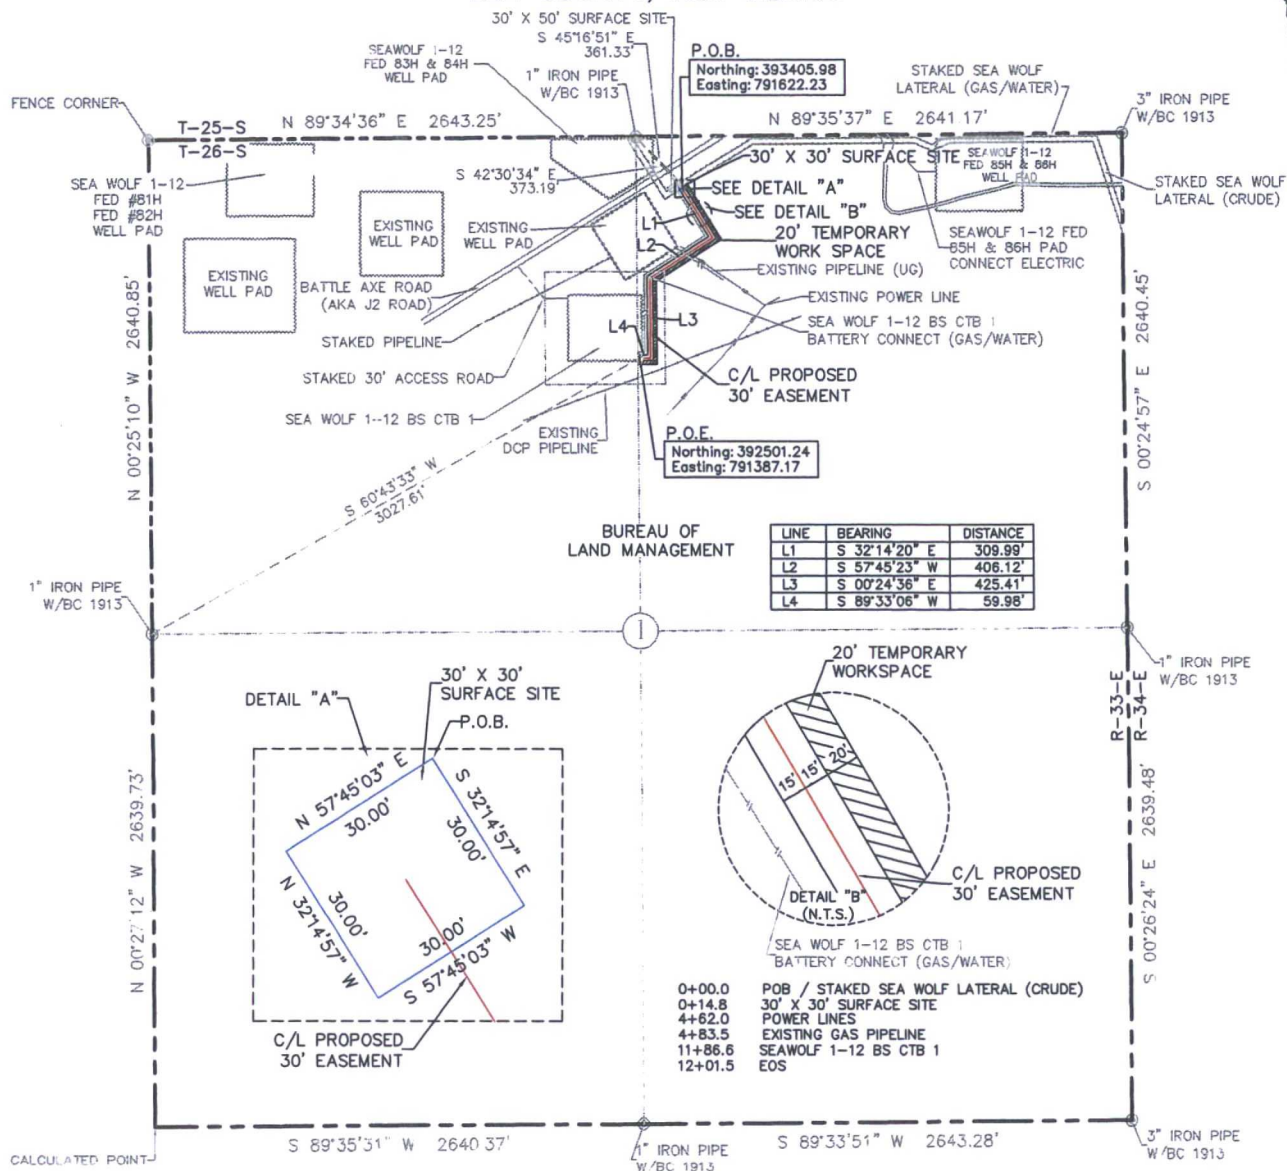 30' X 50' SURFACE SITE
S 45°16'51" E
361.33'
SEAWOLF 1-12
FED 83H & 84H
WELL PAD
1" IRON PIPE
W/BC 1913
P.O.B.
Northing: 393405.98
Easting: 791622.23
STAKED SEA WOLF
LATERAL (GAS/WATER)
3" IRON PIPE
W/BC 1913
FENCE CORNER
T-25-S
T-26-S
N 89°34'36" E 2643.25'
N 89°35'37" E 2641.17'
SEA WOLF 1-12
FED #81H
FED #82H
WELL PAD
S 42°30'34" E
373.19'
30' X 30' SURFACE SITE
SEAWOLF 1-12
FED 85H & 86H
WELL PAD
STAKED SEA WOLF
LATERAL (CRUDE)
SEE DETAIL "A"
SEE DETAIL "B"
20' TEMPORARY
WORK SPACE
EXISTING
WELL PAD
EXISTING
WELL PAD
EXISTING
WELL PAD
L1
L2
L3
L4
SEAWOLF 1-12 FED
85H & 86H PAD
CONNECT ELECTRIC
EXISTING PIPELINE (UG)
BATTLE AXE ROAD
(AKA J2 ROAD)
EXISTING POWER LINE
SEA WOLF 1-12 BS CTB 1
BATTERY CONNECT (GAS/WATER)
STAKED PIPELINE
STAKED 30' ACCESS ROAD
C/L PROPOSED
30' EASEMENT
SEA WOLF 1--12 BS CTB 1
EXISTING
DCP PIPELINE
P.O.E.
Northing: 392501.24
Easting: 791387.17
N 00°25'10" W 2640.85'
S 00°24'57" E 2640.45'
S 60°43'33" W
3027.61'
BUREAU OF
LAND MANAGEMENT
LINE BEARING DISTANCE
L1 S 32°14'20" E 309.99'
L2 S 57°45'23" W 406.12'
L3 S 00°24'36" E 425.41'
L4 S 89°33'06" W 59.98'
1" IRON PIPE
W/BC 1913
1
1" IRON PIPE
W/BC 1913
R-33-E
R-34-E
DETAIL "A"
30' X 30'
SURFACE SITE
P.O.B.
N 57°45'03" E
30.00'
S 32°14'57" E
30.00'
N 32°14'57" W
30.00'
30.00'
S 57°45'03" W
C/L PROPOSED
30' EASEMENT
20' TEMPORARY
WORKSPACE
15' 15' 20'
C/L PROPOSED
30' EASEMENT
DETAIL "B"
(N.T.S.)
SEA WOLF 1-12 BS CTB 1
BATTERY CONNECT (GAS/WATER)
N 00°27'12" W 2639.73'
S 00°26'24" E 2639.48'
0+00.0 POB / STAKED SEA WOLF LATERAL (CRUDE)
0+14.8 30' X 30' SURFACE SITE
4+62.0 POWER LINES
4+83.5 EXISTING GAS PIPELINE
11+86.6 SEAWOLF 1-12 BS CTB 1
12+01.5 EOS
S 89°35'31" W 2640.37'
S 89°33'51" W 2643.28'
CALCULATED POINT
1" IRON PIPE
W/BC 1913
3" IRON PIPE
W/BC 1913